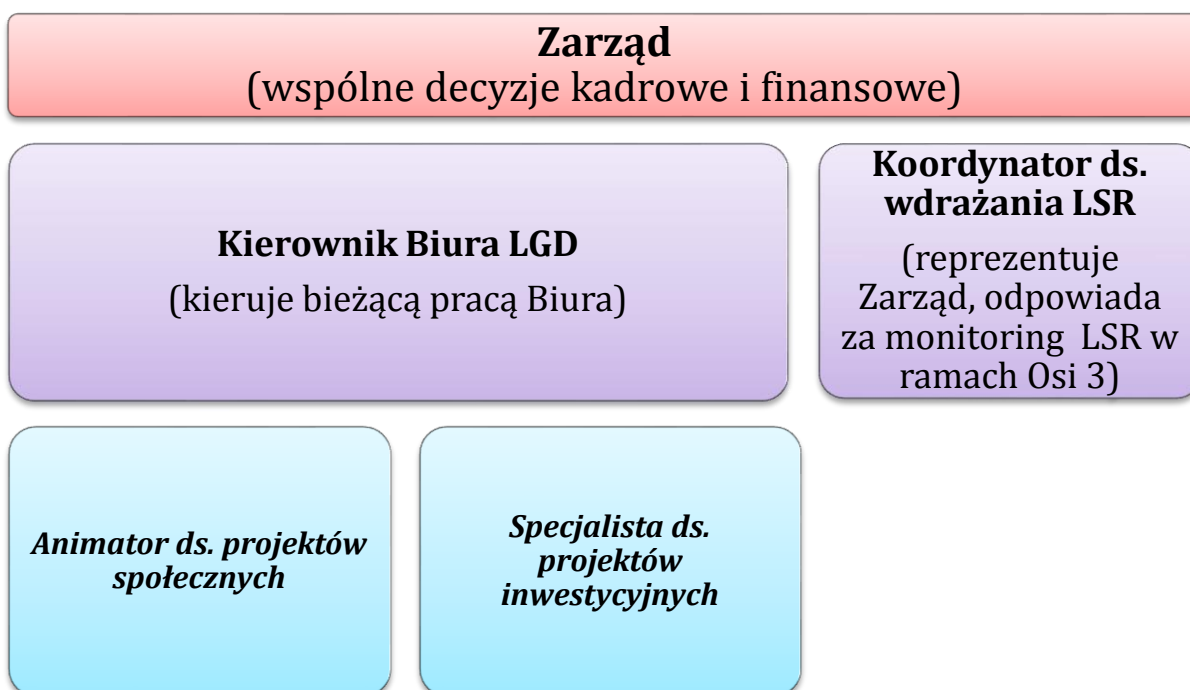 Zarząd
(wspólne decyzje kadrowe i finansowe)
Kierownik Biura LGD
(kieruje bieżącą pracą Biura)
Koordynator ds.
wdrażania LSR
(reprezentuje
Zarząd, odpowiada
za monitoring LSR w
ramach Osi 3)
Animator ds. projektów
społecznych
Specjalista ds.
projektów
inwestycyjnych